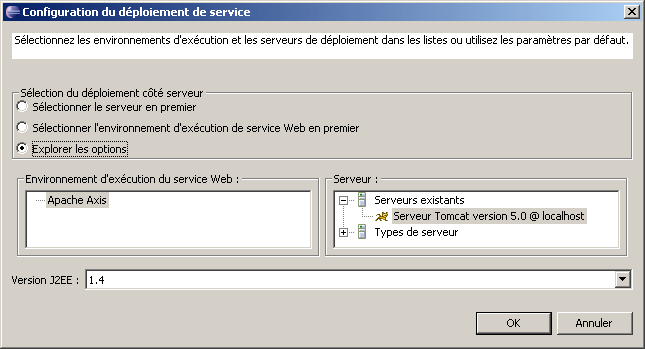 Configuration du déploiement de service
Sélectionnez les environnements d'exécution et les serveurs de déploiement dans les listes ou utilisez les paramètres par défaut.
Sélection du déploiement côté serveur
Sélectionner le serveur en premier
Sélectionner l'environnement d'exécution de service Web en premier
Explorer les options
Environnement d'exécution du service Web :
Apache Axis
Serveur :
Serveurs existants
Serveur Tomcat version 5.0 @ localhost
Types de serveur
Version J2EE : 1.4
OK
Annuler